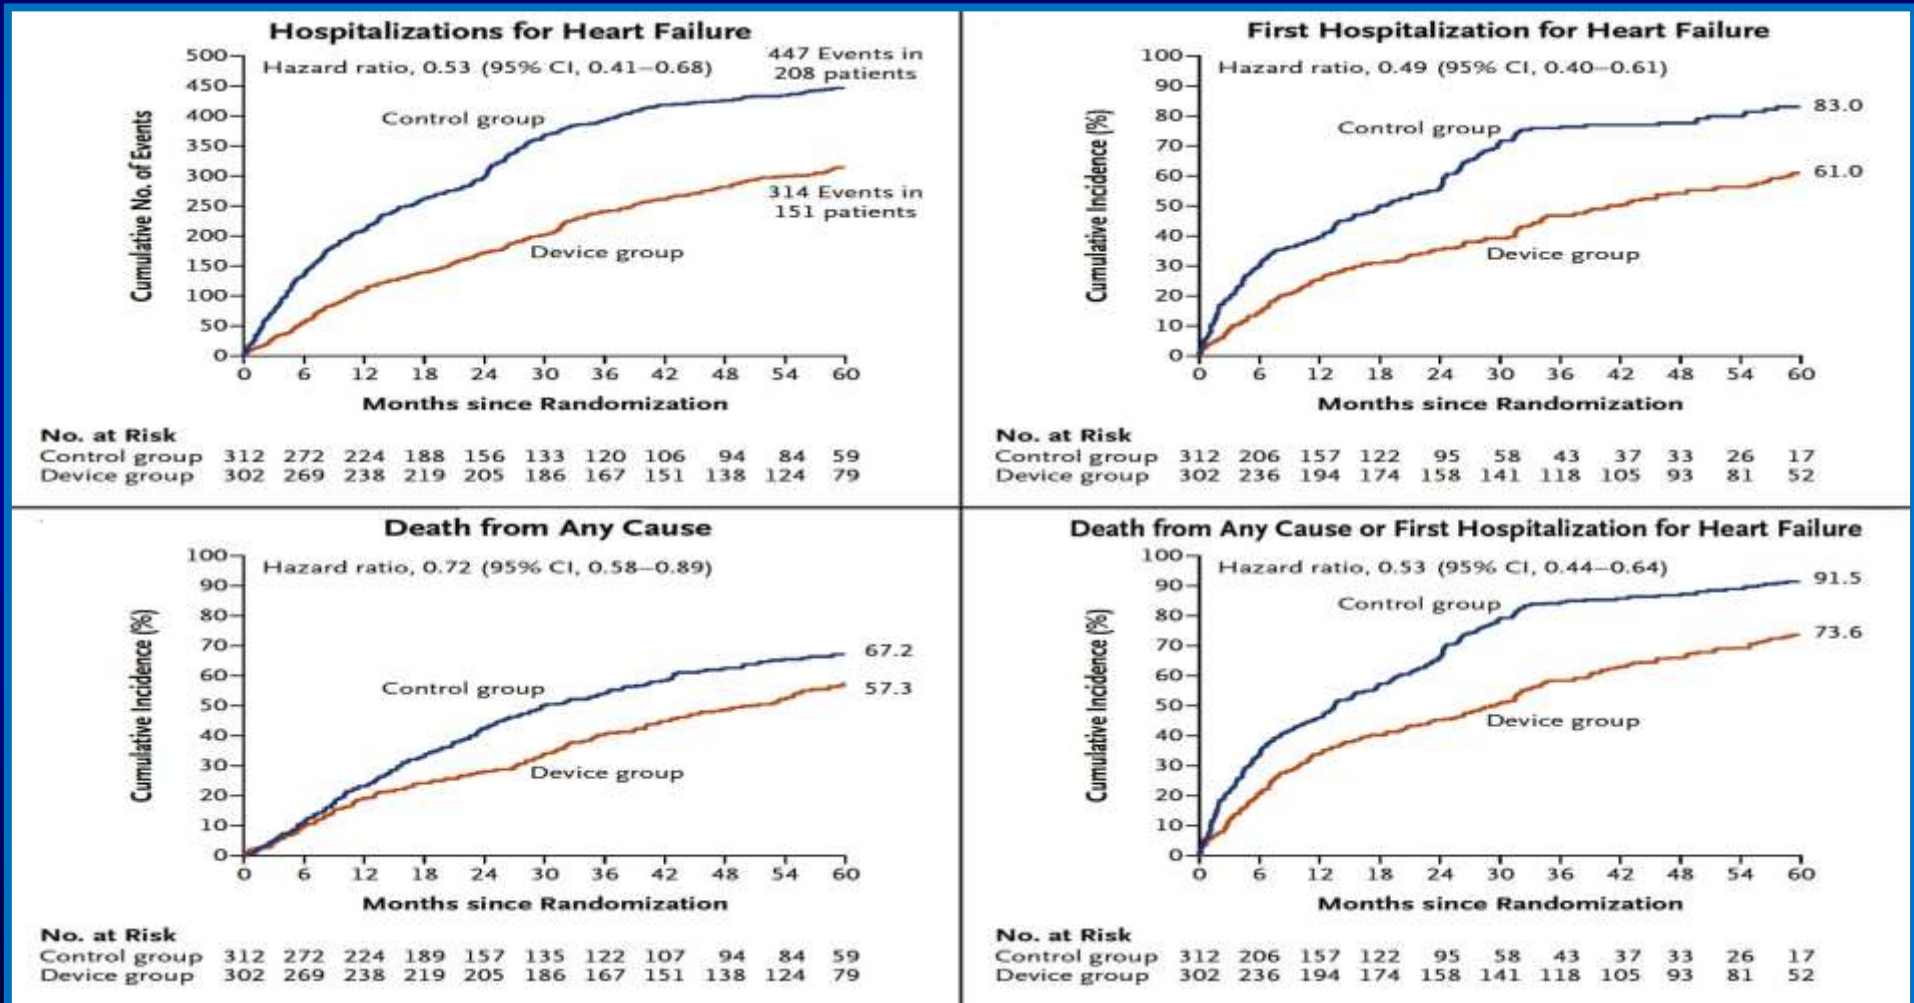 Hospitalizations for Heart Failure
Hazard ratio, 0.53 (95% CI, 0.41–0.68)
447 Events in
208 patients
Control group
314 Events in
151 patients
Device group
Cumulative No. of Events
500
450
400
350
300
250
200
150
100
50
0
0 6 12 18 24 30 36 42 48 54 60
Months since Randomization
No. at Risk
Control group 312 272 224 188 156 133 120 106 94 84 59
Device group 302 269 238 219 205 186 167 151 138 124 79
First Hospitalization for Heart Failure
Hazard ratio, 0.49 (95% CI, 0.40–0.61)
83.0
Control group
61.0
Device group
Cumulative Incidence (%)
100
90
80
70
60
50
40
30
20
10
0
0 6 12 18 24 30 36 42 48 54 60
Months since Randomization
No. at Risk
Control group 312 206 157 122 95 58 43 37 33 26 17
Device group 302 236 194 174 158 141 118 105 93 81 52
Death from Any Cause
Hazard ratio, 0.72 (95% CI, 0.58–0.89)
67.2
Control group
57.3
Device group
Cumulative Incidence (%)
100
90
80
70
60
50
40
30
20
10
0
0 6 12 18 24 30 36 42 48 54 60
Months since Randomization
No. at Risk
Control group 312 272 224 189 157 135 122 107 94 84 59
Device group 302 269 238 219 205 186 167 151 138 124 79
Death from Any Cause or First Hospitalization for Heart Failure
Hazard ratio, 0.53 (95% CI, 0.44–0.64)
91.5
Control group
73.6
Device group
Cumulative Incidence (%)
100
90
80
70
60
50
40
30
20
10
0
0 6 12 18 24 30 36 42 48 54 60
Months since Randomization
No. at Risk
Control group 312 206 157 122 95 58 43 37 33 26 17
Device group 302 236 194 174 158 141 118 105 93 81 52